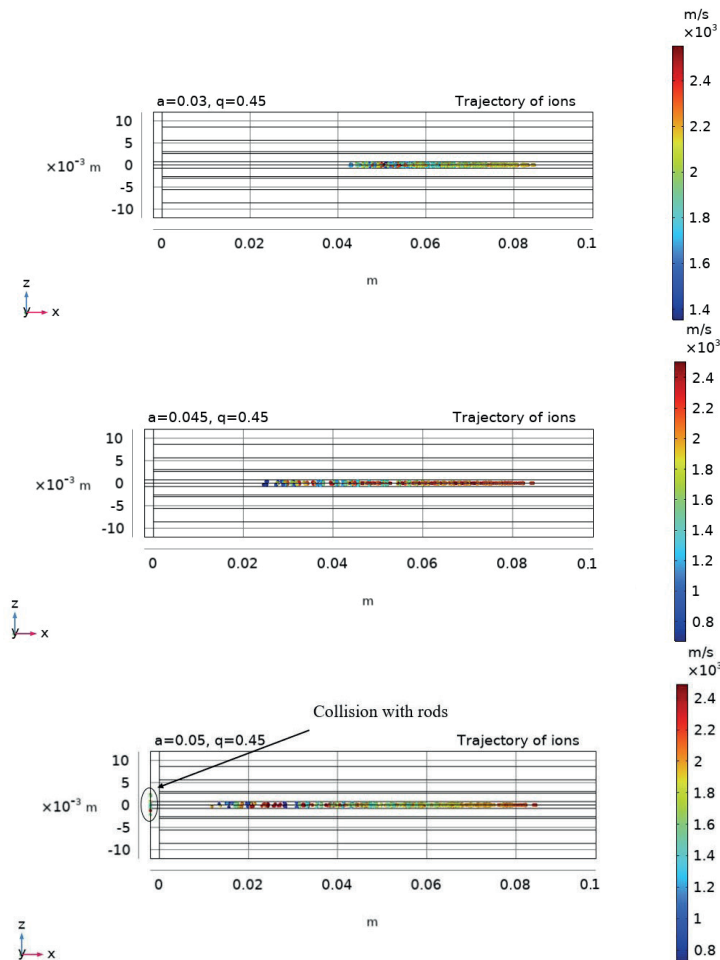 m/s
×10³
a=0.03, q=0.45 Trajectory of ions
10
5
0
-5
-10
×10⁻³ m
0 0.02 0.04 0.06 0.08 0.1
m
2.4
2.2
2
1.8
1.6
1.4
z
y x
m/s
×10³
a=0.045, q=0.45 Trajectory of ions
10
5
0
-5
-10
×10⁻³ m
0 0.02 0.04 0.06 0.08 0.1
m
2.4
2.2
2
1.8
1.6
1.4
1.2
1
0.8
z
y x
m/s
×10³
Collision with rods
a=0.05, q=0.45 Trajectory of ions
10
5
0
-5
-10
×10⁻³ m
0 0.02 0.04 0.06 0.08 0.1
m
2.4
2.2
2
1.8
1.6
1.4
1.2
1
0.8
z
y x